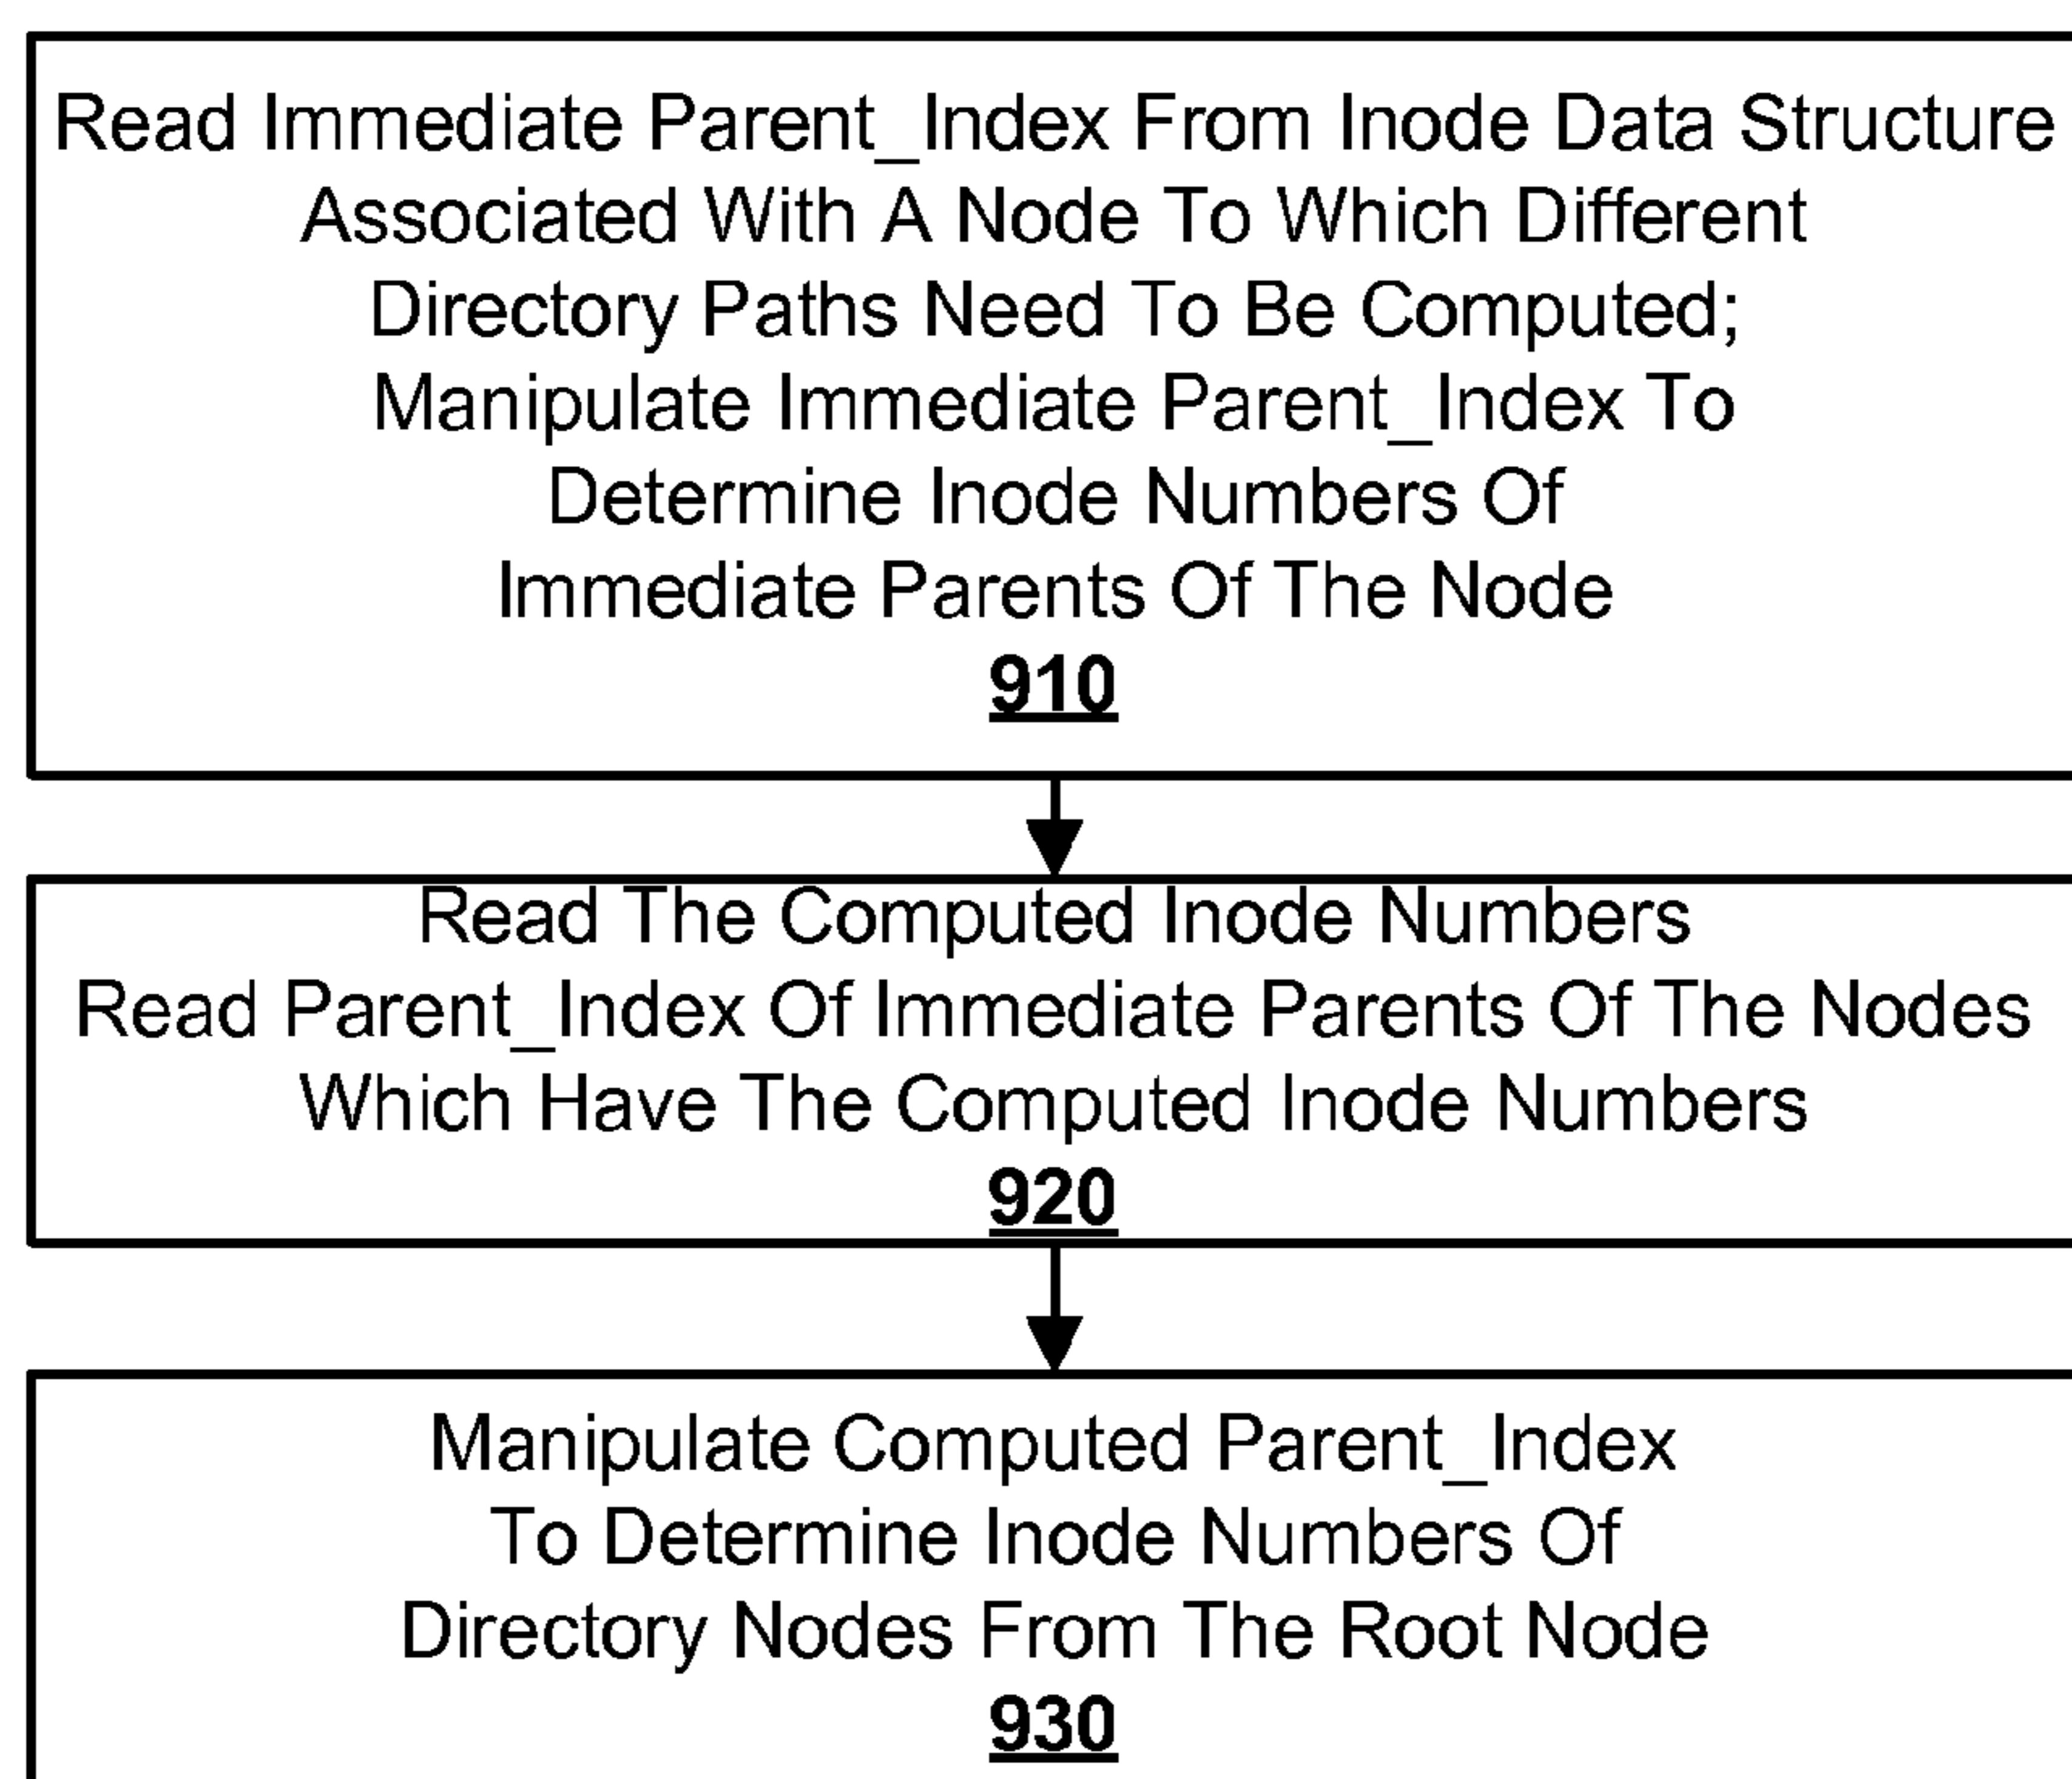 Read Immediate Parent_Index From Inode Data Structure
Associated With A Node To Which Different
Directory Paths Need To Be Computed;
Manipulate Immediate Parent_Index To
Determine Inode Numbers Of
Immediate Parents Of The Node
910
Read The Computed Inode Numbers
Read Parent_Index Of Immediate Parents Of The Nodes
Which Have The Computed Inode Numbers
920
Manipulate Computed Parent_Index
To Determine Inode Numbers Of
Directory Nodes From The Root Node
930